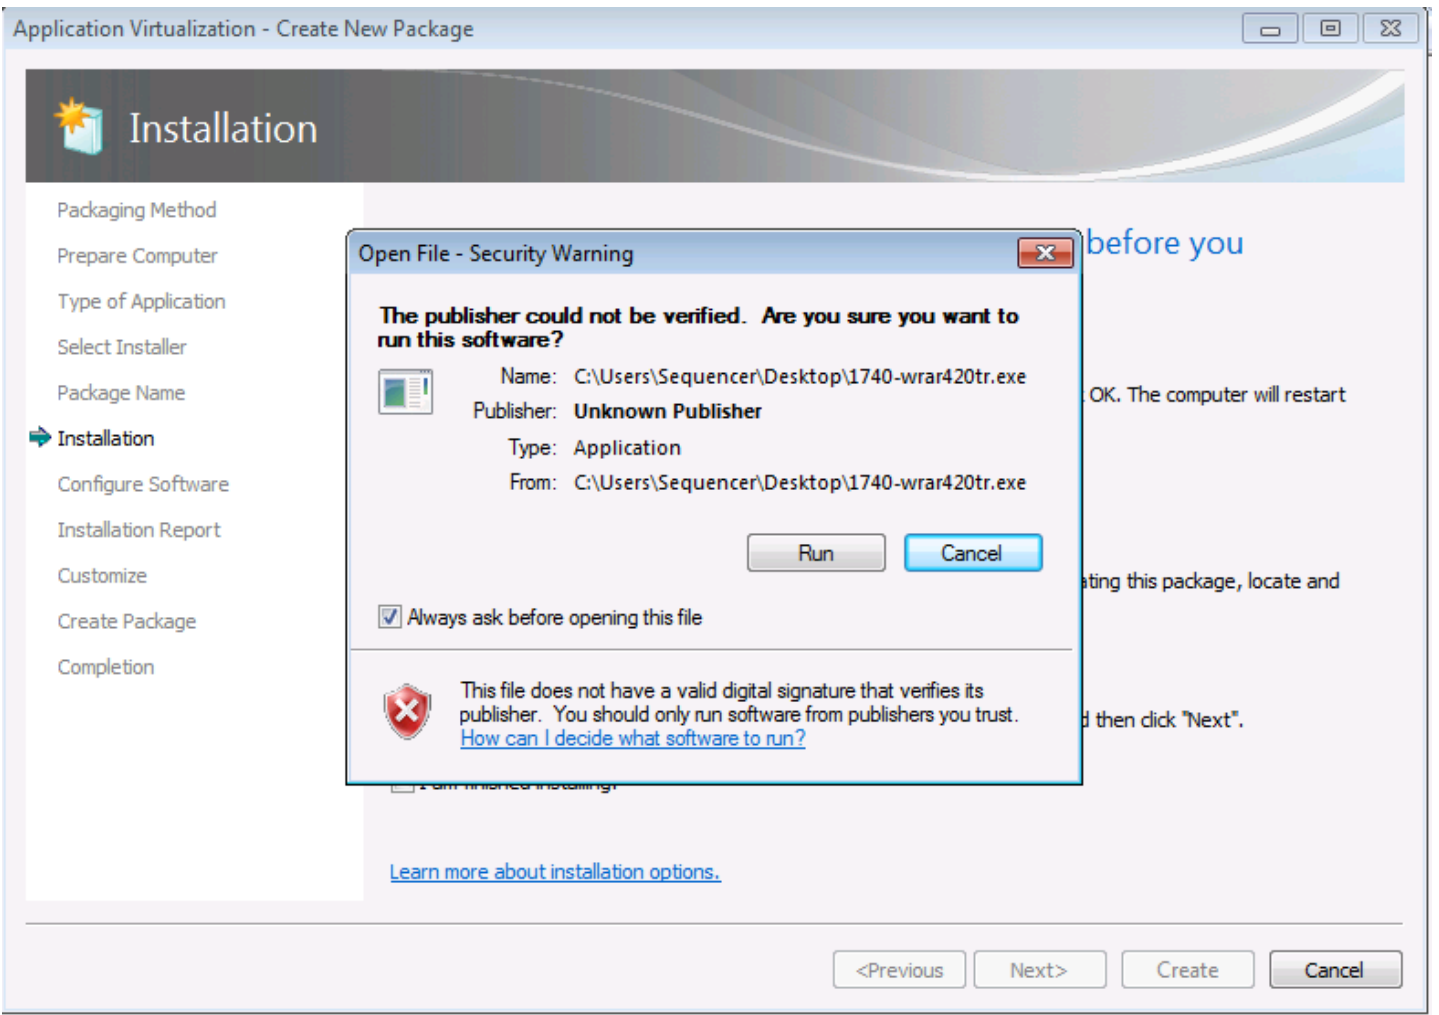 Application Virtualization - Create New Package
Installation
Packaging Method
Prepare Computer
Type of Application
Select Installer
Package Name
Installation
Configure Software
Installation Report
Customize
Create Package
Completion
before you
OK. The computer will restart
ating this package, locate and
then click "Next".
Open File - Security Warning
The publisher could not be verified.  Are you sure you want to
run this software?
Name: C:\Users\Sequencer\Desktop\1740-wrar420tr.exe
Publisher: Unknown Publisher
Type: Application
From: C:\Users\Sequencer\Desktop\1740-wrar420tr.exe
Run Cancel
Always ask before opening this file
This file does not have a valid digital signature that verifies its
publisher.  You should only run software from publishers you trust.
How can I decide what software to run?
I am finished installing.
Learn more about installation options.
<Previous Next> Create Cancel